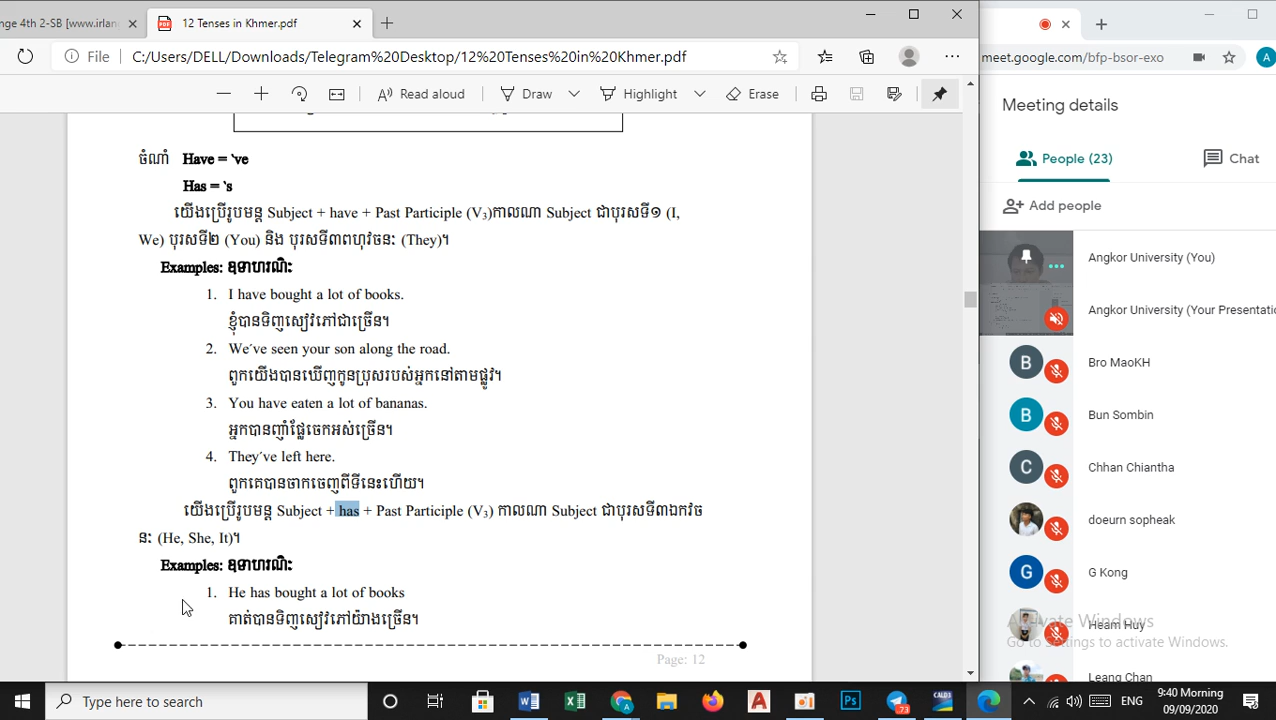 nge 4th 2-SB [www.irlang
12 Tenses in Khmer.pdf
File C:/Users/DELL/Downloads/Telegram%20Desktop/12%20Tenses%20in%20Khmer.pdf
meet.google.com/bfp-bsor-exo
A
Read aloud Draw Highlight Erase
Meeting details
People (23) Chat
Add people
Angkor University (You)
Angkor University (Your Presentatio
B Bro MaoKH
B Bun Sombin
C Chhan Chiantha
doeurn sopheak
G G Kong
Heam Huy
Leang Chan
Activate Windows
Go to Settings to activate Windows.
ចំណាំ Have = ‵ve
Has = ‵s
យើងប្រើរូបមន្ត Subject + have + Past Participle (V₃)កាលណា Subject ជាបុរសទី១ (I,
We) បុរសទី២ (You) និង បុរសទី៣ពហុវចនៈ (They)។
Examples: ឧទាហរណ៍ៈ
1. I have bought a lot of books.
ខ្ញុំបានទិញសៀវភៅជាច្រើន។
2. We′ve seen your son along the road.
ពួកយើងបានឃើញកូនប្រុសរបស់អ្នកនៅតាមផ្លូវ។
3. You have eaten a lot of bananas.
អ្នកបានញ៉ាំផ្លែចេកអស់ច្រើន។
4. They′ve left here.
ពួកគេបានចាកចេញពីទីនេះហើយ។
យើងប្រើរូបមន្ត Subject + has + Past Participle (V₃) កាលណា Subject ជាបុរសទី៣ឯកវច
នៈ (He, She, It)។
Examples: ឧទាហរណ៍ៈ
1. He has bought a lot of books
គាត់បានទិញសៀវភៅយ៉ាងច្រើន។
Page: 12
Type here to search
73
CALD3
ENG
9:40 Morning
09/09/2020